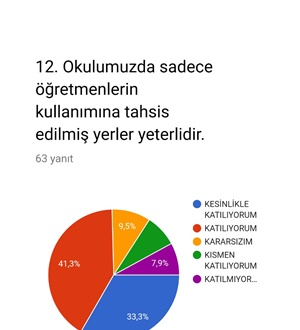 12. Okulumuzda sadece
öğretmenlerin
kullanımına tahsis
edilmiş yerler yeterlidir.
63 yanıt
KESİNLİKLE
KATILIYORUM
KATILIYORUM
KARARSIZIM
KISMEN
KATILIYORUM
KATILMIYOR...
9,5%
41,3%
7,9%
33,3%